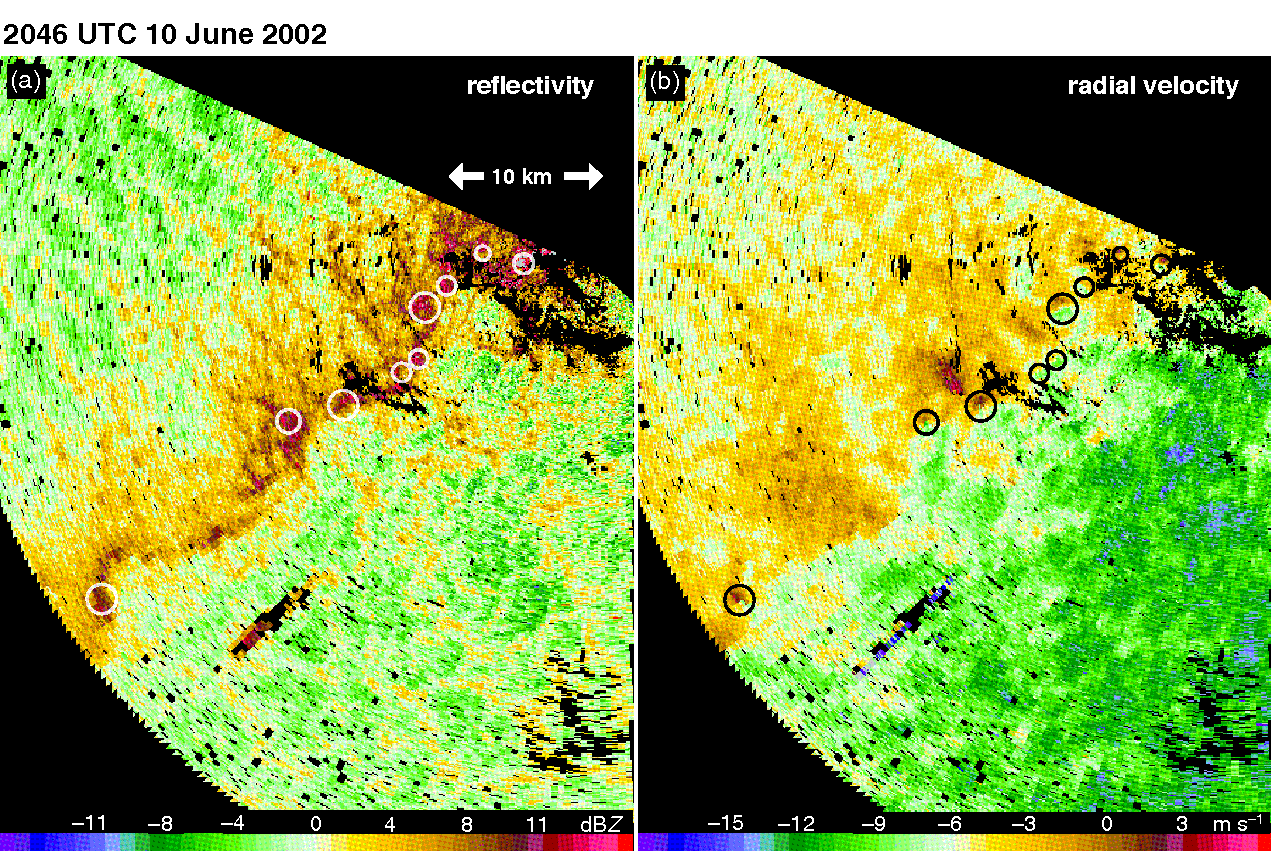 2046 UTC 10 June 2002
(a) reflectivity
10 km
−11 −8 −4 0 4 8 11 dBZ
(b) radial velocity
−15 −12 −9 −6 −3 0 3 m s⁻¹